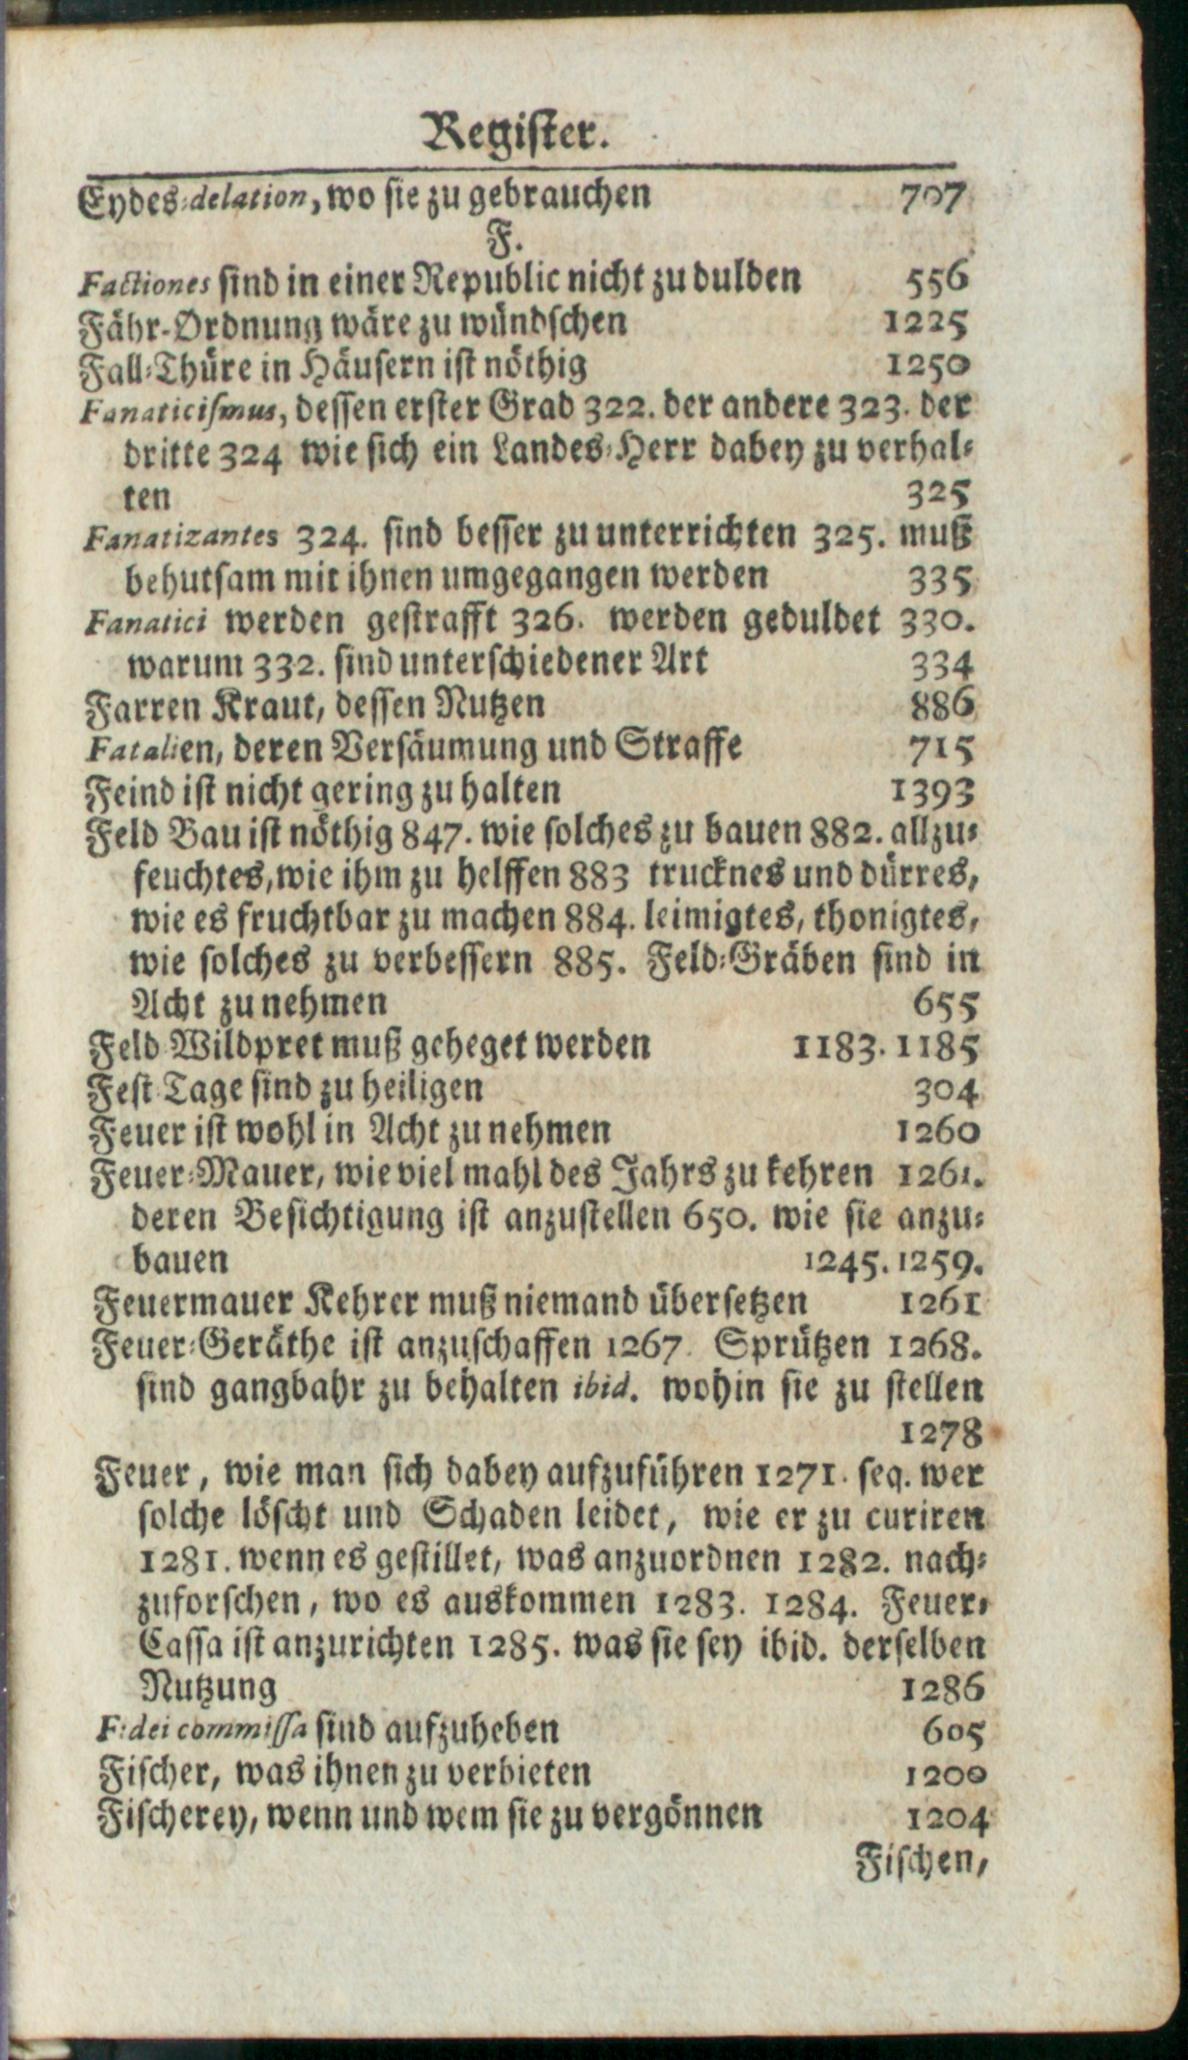 Register.
Eydes-delation, wo sie zu gebrauchen 707
F.
Factiones sind in einer Republic nicht zu dulden 556
Fähr-Ordnung wäre zu wündschen 1225
Fall-Thüre in Häusern ist nöthig 1250
Fanaticismus, dessen erster Grad 322. der andere 323. der
dritte 324 wie sich ein Landes-Herr dabey zu verhal-
ten 325
Fanatizantes 324. sind besser zu unterrichten 325. muß
behutsam mit ihnen umgegangen werden 335
Fanatici werden gestrafft 326. werden geduldet 330.
warum 332. sind unterschiedener Art 334
Farren Kraut, dessen Nutzen 886
Fatalien, deren Versäumung und Straffe 715
Feind ist nicht gering zu halten 1393
Feld Bau ist nöthig 847. wie solches zu bauen 882. allzu-
feuchtes, wie ihm zu helffen 883 trucknes und dürres,
wie es fruchtbar zu machen 884. leimigtes, thonigtes,
wie solches zu verbessern 885. Feld-Gräben sind in
Acht zu nehmen 655
Feld Wildpret muß geheget werden 1183. 1185
Fest Tage sind zu heiligen 304
Feuer ist wohl in Acht zu nehmen 1260
Feuer-Mauer, wie viel mahl des Jahrs zu kehren 1261.
deren Besichtigung ist anzustellen 650. wie sie anzu-
bauen 1245. 1259.
Feuermauer Kehrer muß niemand übersetzen 1261
Feuer-Geräthe ist anzuschaffen 1267. Sprützen 1268.
sind gangbahr zu behalten ibid. wohin sie zu stellen
1278
Feuer, wie man sich dabey aufzuführen 1271. seq. wer
solche löscht und Schaden leidet, wie er zu curiren
1281. wenn es gestillet, was anzuordnen 1282. nach-
zuforschen, wo es auskommen 1283. 1284. Feuer-
Cassa ist anzurichten 1285. was sie sey ibid. derselben
Nutzung 1286
Fidei commissa sind aufzuheben 605
Fischer, was ihnen zu verbieten 1200
Fischerey, wenn und wem sie zu vergönnen 1204
Fischen,